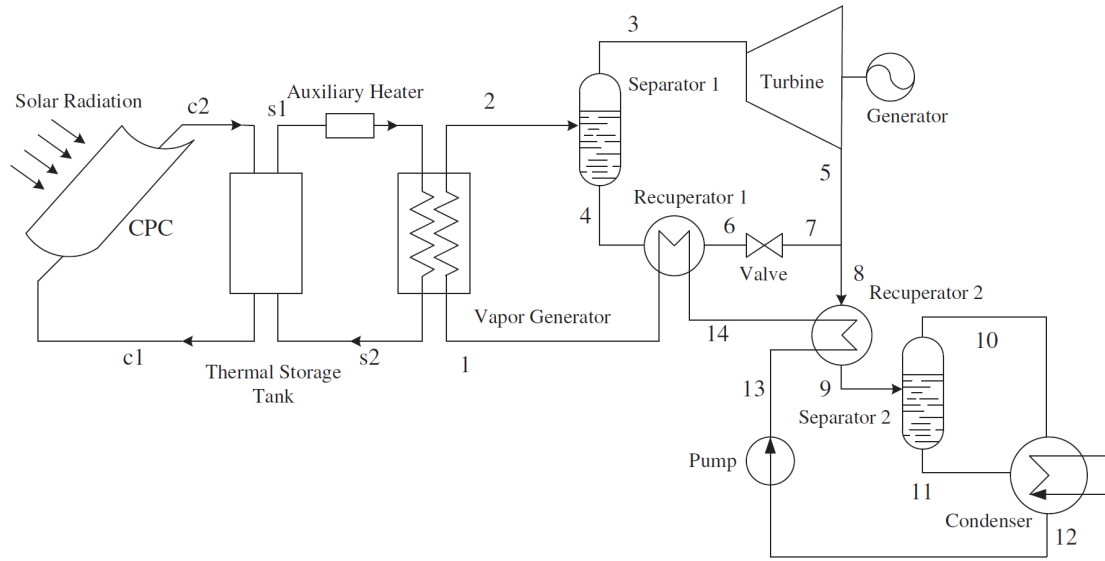 3
Separator 1
Turbine
Generator
Solar Radiation
c2
s1
Auxiliary Heater
2
CPC
4
Recuperator 1
5
6
7
Valve
8
Recuperator 2
Vapor Generator
14
10
c1
s2
1
Thermal Storage
Tank
13
9
Separator 2
Pump
11
Condenser
12